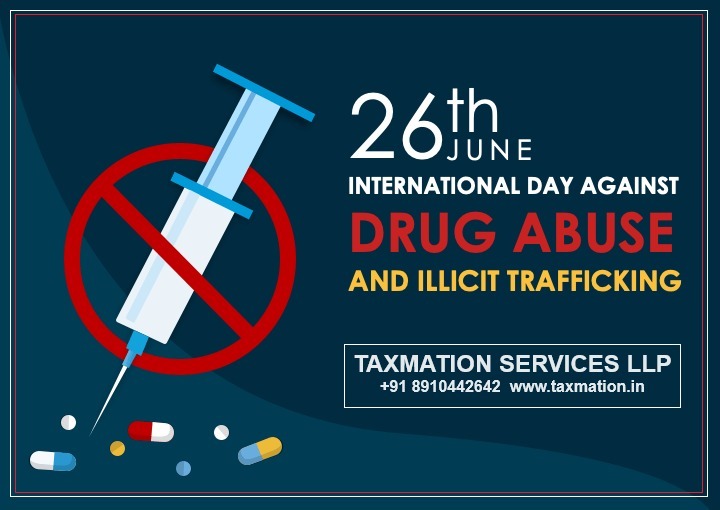 26th
JUNE
INTERNATIONAL DAY AGAINST
DRUG ABUSE
AND ILLICIT TRAFFICKING
TAXMATION SERVICES LLP
+91 8910442642 www.taxmation.in